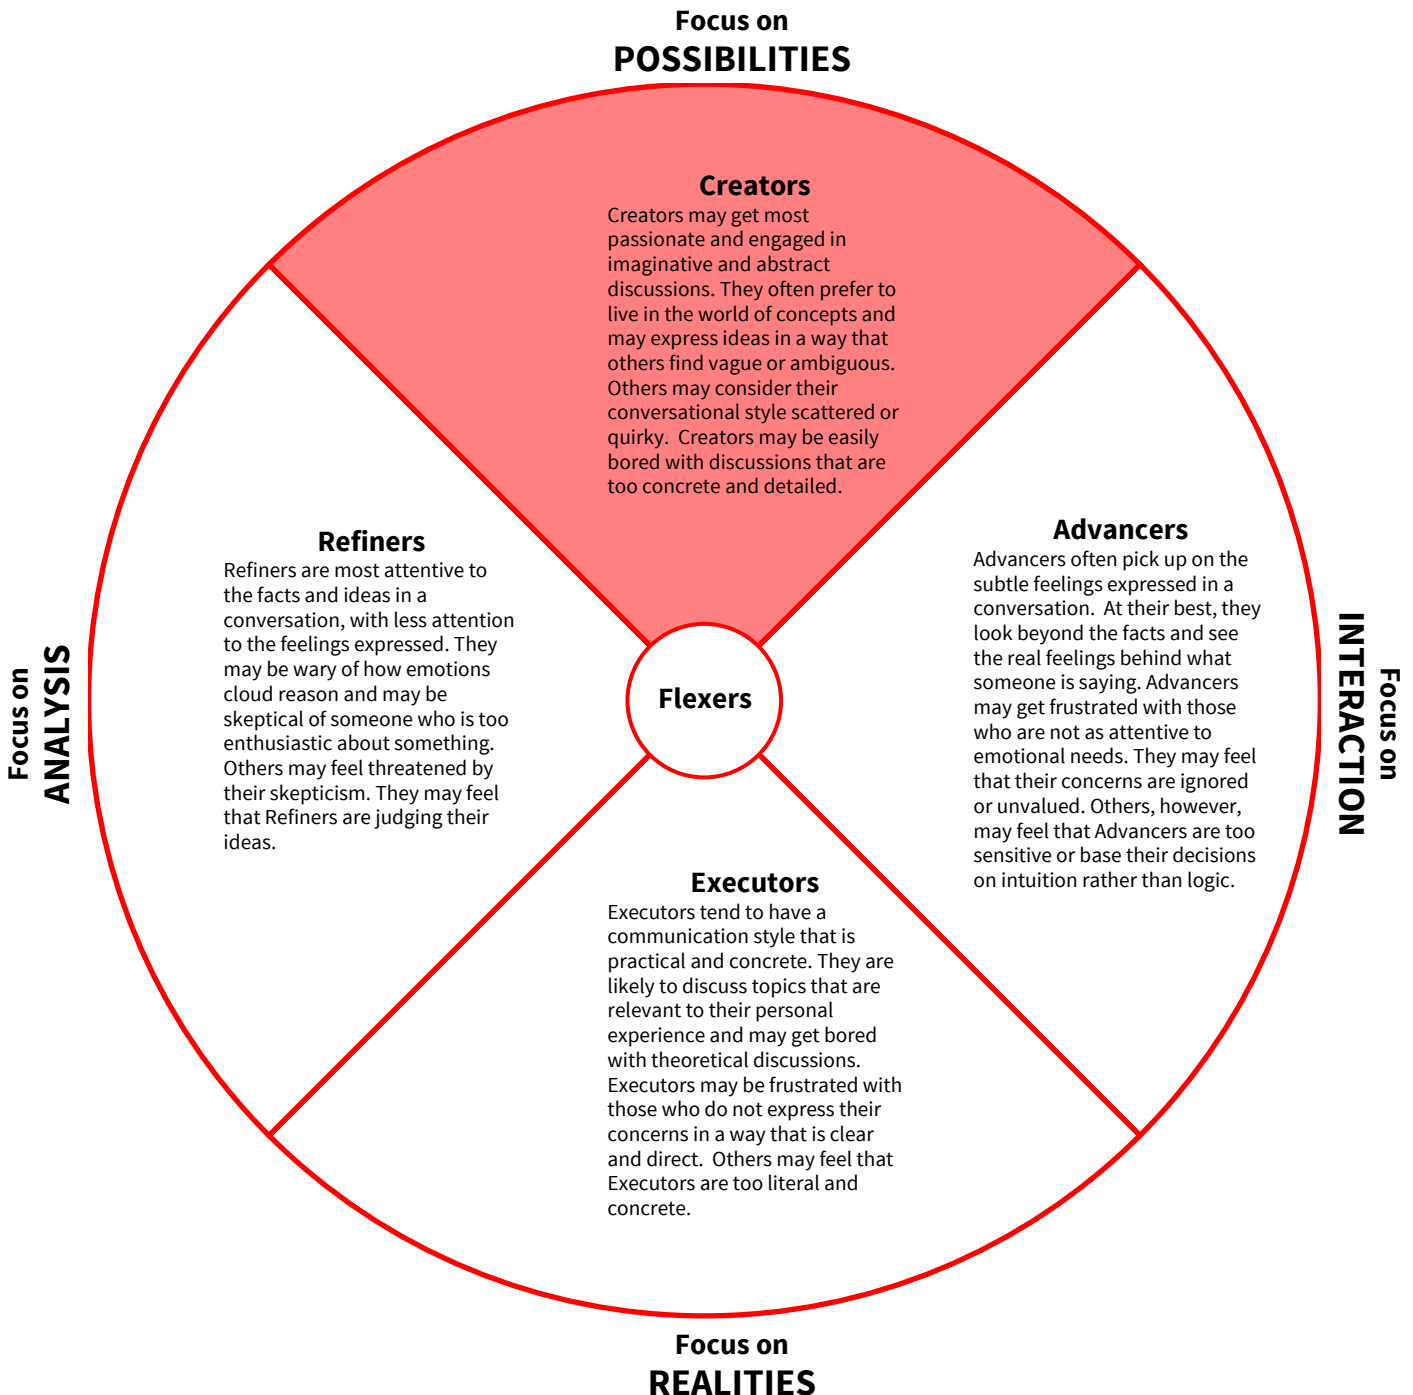 Focus on
POSSIBILITIES
Creators
Creators may get most
passionate and engaged in
imaginative and abstract
discussions. They often prefer to
live in the world of concepts and
may express ideas in a way that
others find vague or ambiguous.
Others may consider their
conversational style scattered or
quirky.  Creators may be easily
bored with discussions that are
too concrete and detailed.
Focus on
ANALYSIS
Refiners
Refiners are most attentive to
the facts and ideas in a
conversation, with less attention
to the feelings expressed. They
may be wary of how emotions
cloud reason and may be
skeptical of someone who is too
enthusiastic about something.
Others may feel threatened by
their skepticism. They may feel
that Refiners are judging their
ideas.
Flexers
Advancers
Advancers often pick up on the
subtle feelings expressed in a
conversation.  At their best, they
look beyond the facts and see
the real feelings behind what
someone is saying. Advancers
may get frustrated with those
who are not as attentive to
emotional needs. They may feel
that their concerns are ignored
or unvalued. Others, however,
may feel that Advancers are too
sensitive or base their decisions
on intuition rather than logic.
Focus on
INTERACTION
Executors
Executors tend to have a
communication style that is
practical and concrete. They are
likely to discuss topics that are
relevant to their personal
experience and may get bored
with theoretical discussions.
Executors may be frustrated with
those who do not express their
concerns in a way that is clear
and direct.  Others may feel that
Executors are too literal and
concrete.
Focus on
REALITIES